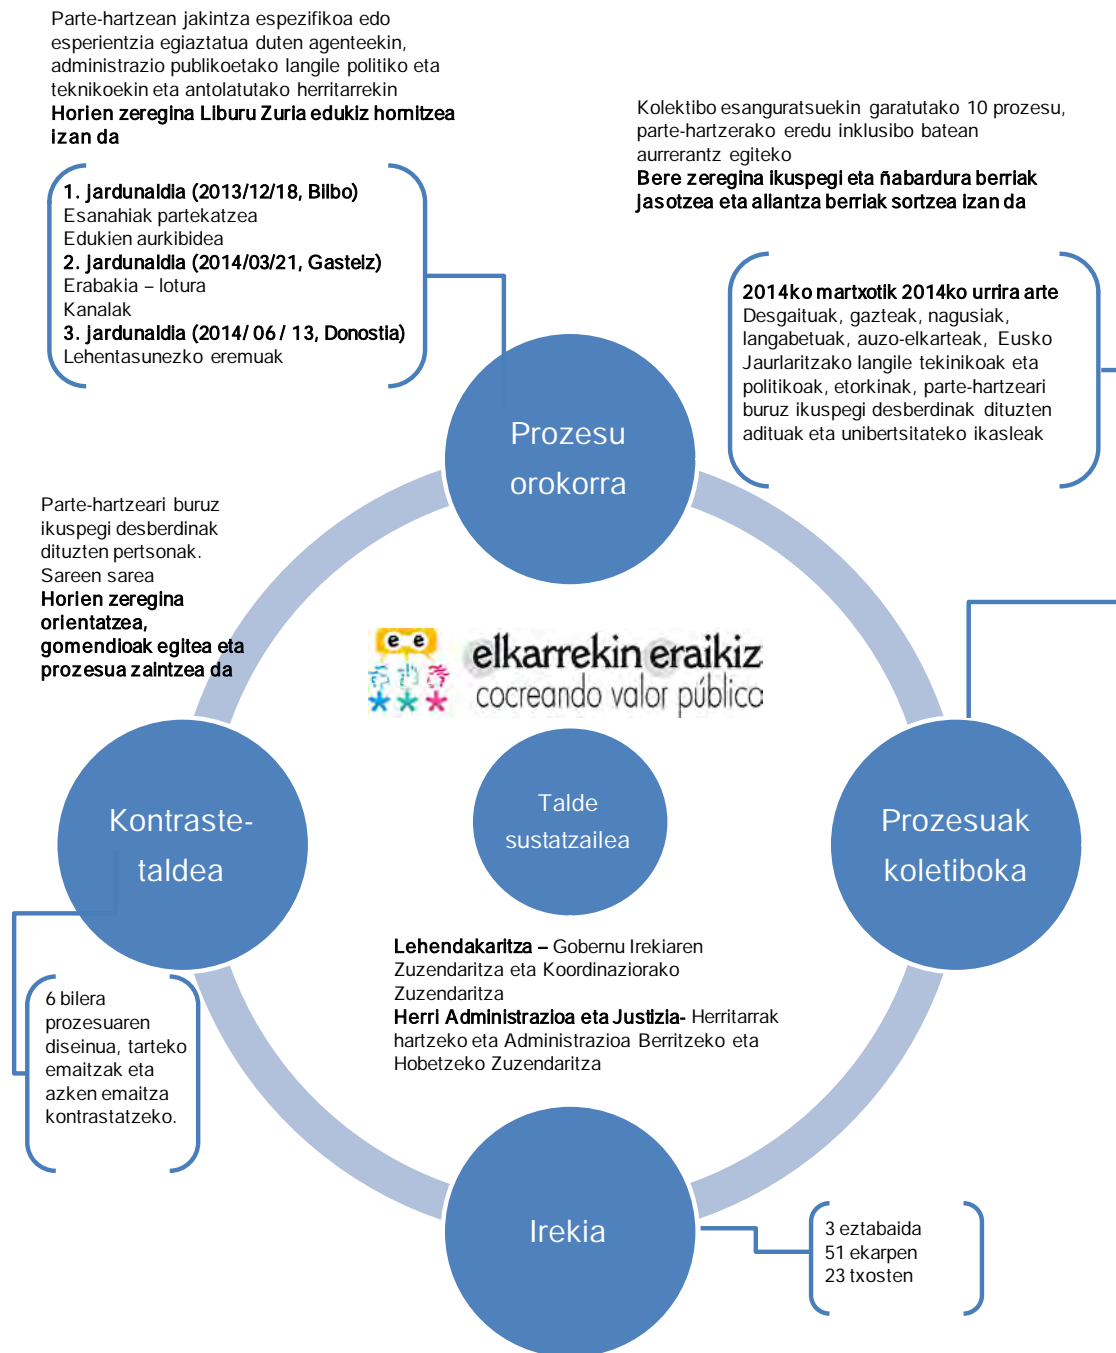 Parte-hartzean jakintza espezifikoa edo
esperientzia egiaztatua duten agenteekin,
administrazio publikoetako langile politiko eta
teknikoekin eta antolatutako herritarrekin
Horien zeregina Liburu Zuria edukiz hornitzea
izan da
1. jardunaldia (2013/12/18, Bilbo)
Esanahiak partekatzea
Edukien aurkibidea
2. jardunaldia (2014/03/21, Gasteiz)
Erabakia – lotura
Kanalak
3. jardunaldia (2014/ 06 / 13, Donostia)
Lehentasunezko eremuak
Kolektibo esanguratsuekin garatutako 10 prozesu,
parte-hartzerako eredu inklusibo batean
aurrerantz egiteko
Bere zeregina ikuspegi eta ñabardura berriak
jasotzea eta aliantza berriak sortzea izan da
2014ko martxotik 2014ko urrira arte
Desgaituak, gazteak, nagusiak,
langabetuak, auzo-elkarteak, Eusko
Jaurlaritzako langile tekinikoak eta
politikoak, etorkinak, parte-hartzeari
buruz ikuspegi desberdinak dituzten
adituak eta unibertsitateko ikasleak
Prozesu
orokorra
Parte-hartzeari buruz
ikuspegi desberdinak
dituzten pertsonak.
Sareen sarea
Horien zeregina
orientatzea,
gomendioak egitea eta
prozesua zaintzea da
e e
elkarrekin eraikiz
cocreando valor público
Kontraste-
taldea
Talde
sustatzailea
Prozesuak
koletiboka
Lehendakaritza – Gobernu Irekiaren
Zuzendaritza eta Koordinaziorako
Zuzendaritza
Herri Administrazioa eta Justizia- Herritarrak
hartzeko eta Administrazioa Berritzeko eta
Hobetzeko Zuzendaritza
6 bilera
prozesuaren
diseinua, tarteko
emaitzak eta
azken emaitza
kontrastatzeko.
Irekia
3 eztabaida
51 ekarpen
23 txosten